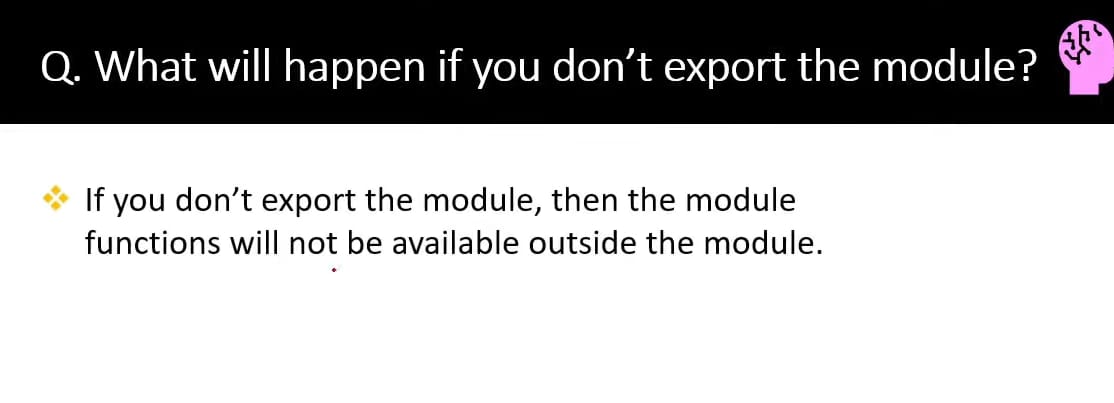 Q. What will happen if you don’t export the module?
If you don’t export the module, then the module
functions will not be available outside the module.